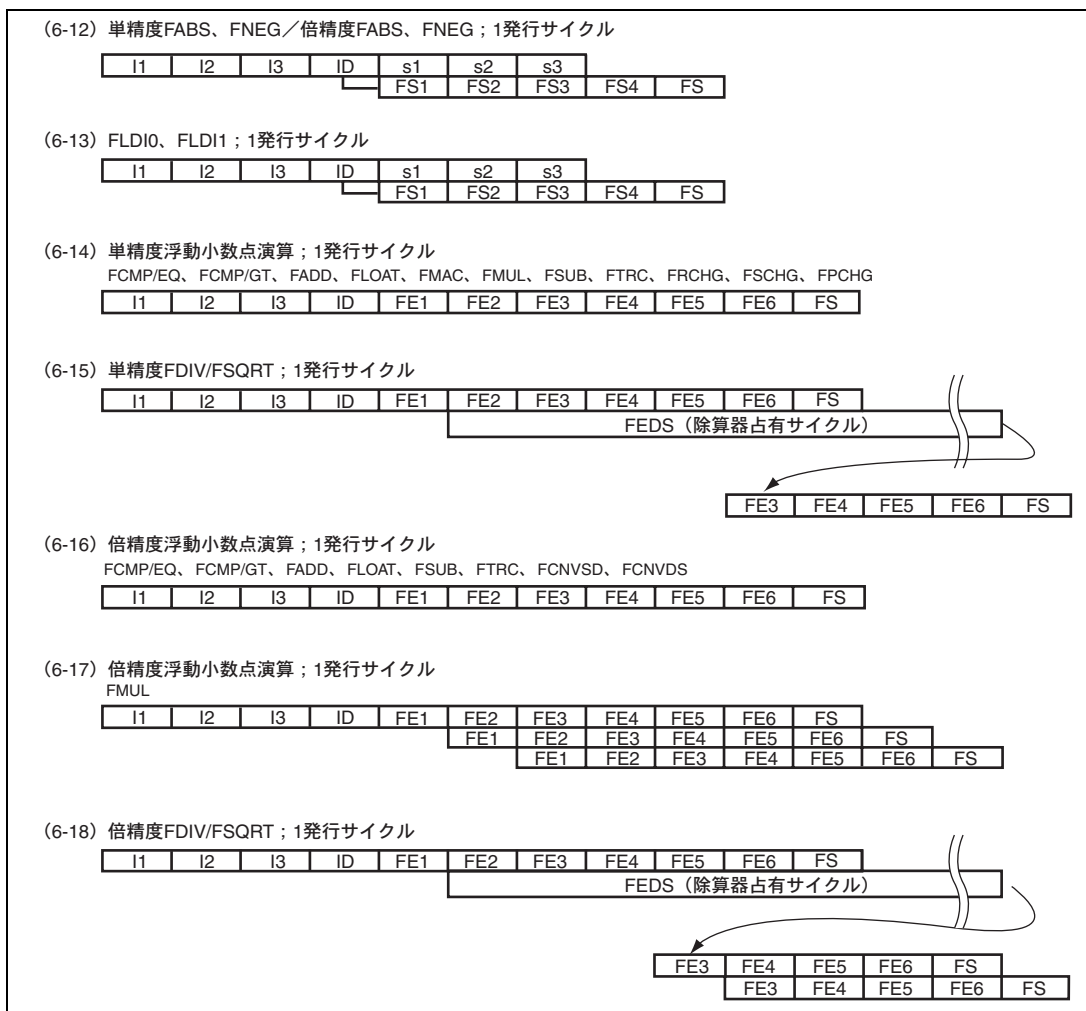 (6-12) 単精度FABS、FNEG／倍精度FABS、FNEG；1発行サイクル
I1 I2 I3 ID s1 s2 s3
FS1 FS2 FS3 FS4 FS
(6-13) FLDI0、FLDI1；1発行サイクル
I1 I2 I3 ID s1 s2 s3
FS1 FS2 FS3 FS4 FS
(6-14) 単精度浮動小数点演算；1発行サイクル
FCMP/EQ、FCMP/GT、FADD、FLOAT、FMAC、FMUL、FSUB、FTRC、FRCHG、FSCHG、FPCHG
I1 I2 I3 ID FE1 FE2 FE3 FE4 FE5 FE6 FS
(6-15) 単精度FDIV/FSQRT；1発行サイクル
I1 I2 I3 ID FE1 FE2 FE3 FE4 FE5 FE6 FS
FEDS（除算器占有サイクル）
FE3 FE4 FE5 FE6 FS
(6-16) 倍精度浮動小数点演算；1発行サイクル
FCMP/EQ、FCMP/GT、FADD、FLOAT、FSUB、FTRC、FCNVSD、FCNVDS
I1 I2 I3 ID FE1 FE2 FE3 FE4 FE5 FE6 FS
(6-17) 倍精度浮動小数点演算；1発行サイクル
FMUL
I1 I2 I3 ID FE1 FE2 FE3 FE4 FE5 FE6 FS
FE1 FE2 FE3 FE4 FE5 FE6 FS
FE1 FE2 FE3 FE4 FE5 FE6 FS
(6-18) 倍精度FDIV/FSQRT；1発行サイクル
I1 I2 I3 ID FE1 FE2 FE3 FE4 FE5 FE6 FS
FEDS（除算器占有サイクル）
FE3 FE4 FE5 FE6 FS
FE3 FE4 FE5 FE6 FS